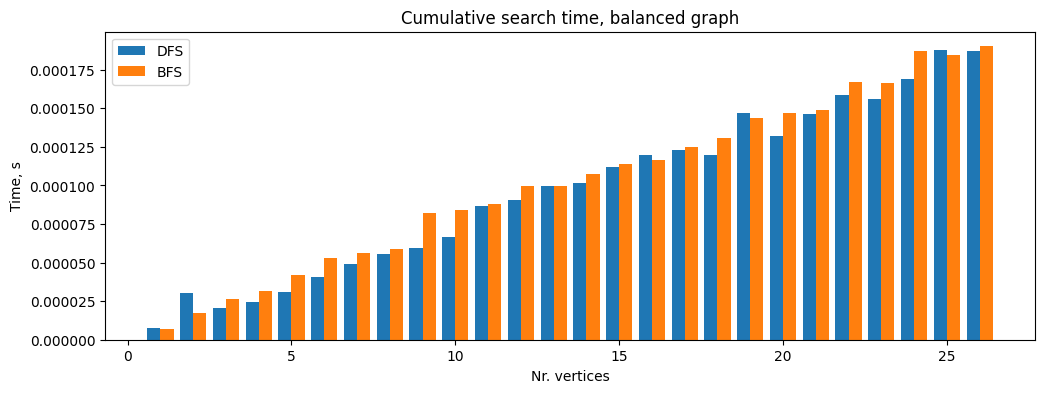 Cumulative search time, balanced graph
DFS
BFS
0.000175
0.000150
0.000125
0.000100
0.000075
0.000050
0.000025
0.000000
Time, s
0 5 10 15 20 25
Nr. vertices